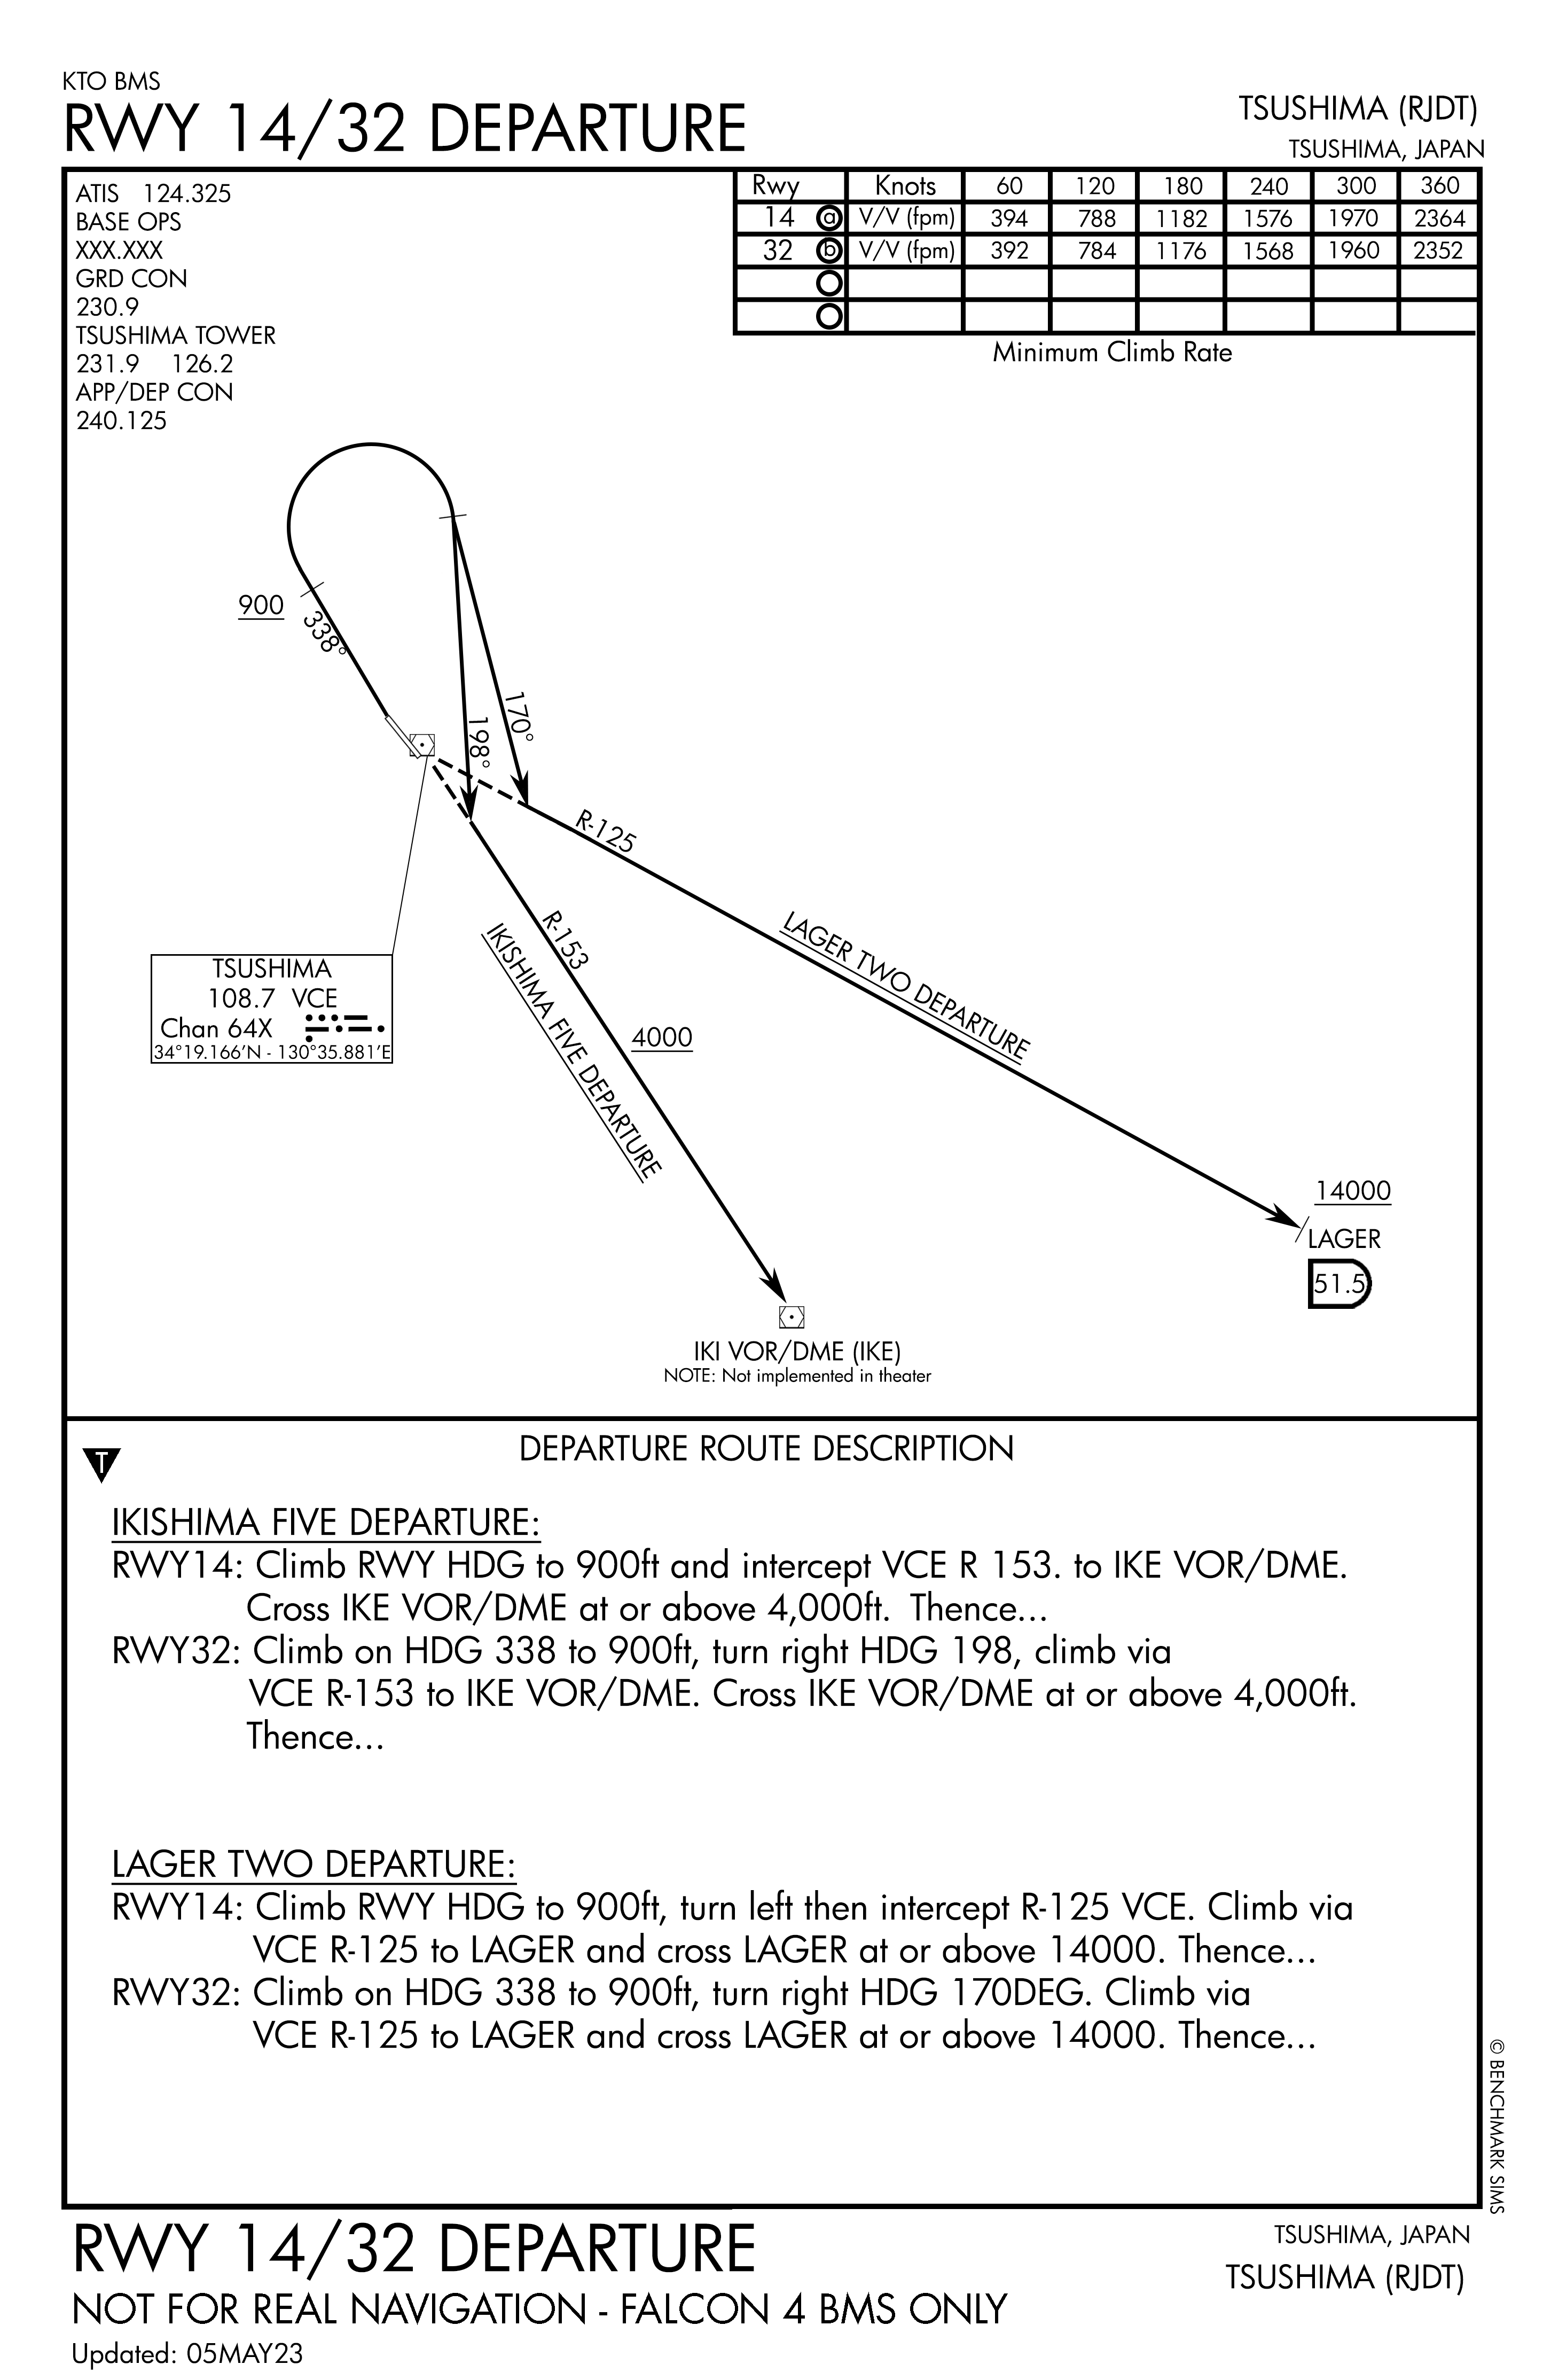 KTO BMS
RWY 14/32 DEPARTURE
TSUSHIMA (RJDT)
TSUSHIMA, JAPAN
ATIS 124.325
BASE OPS
XXX.XXX
GRD CON
230.9
TSUSHIMA TOWER
231.9 126.2
APP/DEP CON
240.125
Rwy Knots 60 120 180 240 300 360
14 a V/V (fpm) 394 788 1182 1576 1970 2364
32 b V/V (fpm) 392 784 1176 1568 1960 2352
Minimum Climb Rate
900
338°
198°
170°
R-125
LAGER TWO DEPARTURE
R-153
IKISHIMA FIVE DEPARTURE
4000
TSUSHIMA
108.7 VCE
Chan 64X
34°19.166'N - 130°35.881'E
14000
LAGER
51.5
IKI VOR/DME (IKE)
NOTE: Not implemented in theater
T
DEPARTURE ROUTE DESCRIPTION
IKISHIMA FIVE DEPARTURE:
RWY14: Climb RWY HDG to 900ft and intercept VCE R 153. to IKE VOR/DME.
Cross IKE VOR/DME at or above 4,000ft. Thence...
RWY32: Climb on HDG 338 to 900ft, turn right HDG 198, climb via
VCE R-153 to IKE VOR/DME. Cross IKE VOR/DME at or above 4,000ft.
Thence...
LAGER TWO DEPARTURE:
RWY14: Climb RWY HDG to 900ft, turn left then intercept R-125 VCE. Climb via
VCE R-125 to LAGER and cross LAGER at or above 14000. Thence...
RWY32: Climb on HDG 338 to 900ft, turn right HDG 170DEG. Climb via
VCE R-125 to LAGER and cross LAGER at or above 14000. Thence...
© BENCHMARK SIMS
RWY 14/32 DEPARTURE
TSUSHIMA, JAPAN
TSUSHIMA (RJDT)
NOT FOR REAL NAVIGATION - FALCON 4 BMS ONLY
Updated: 05MAY23